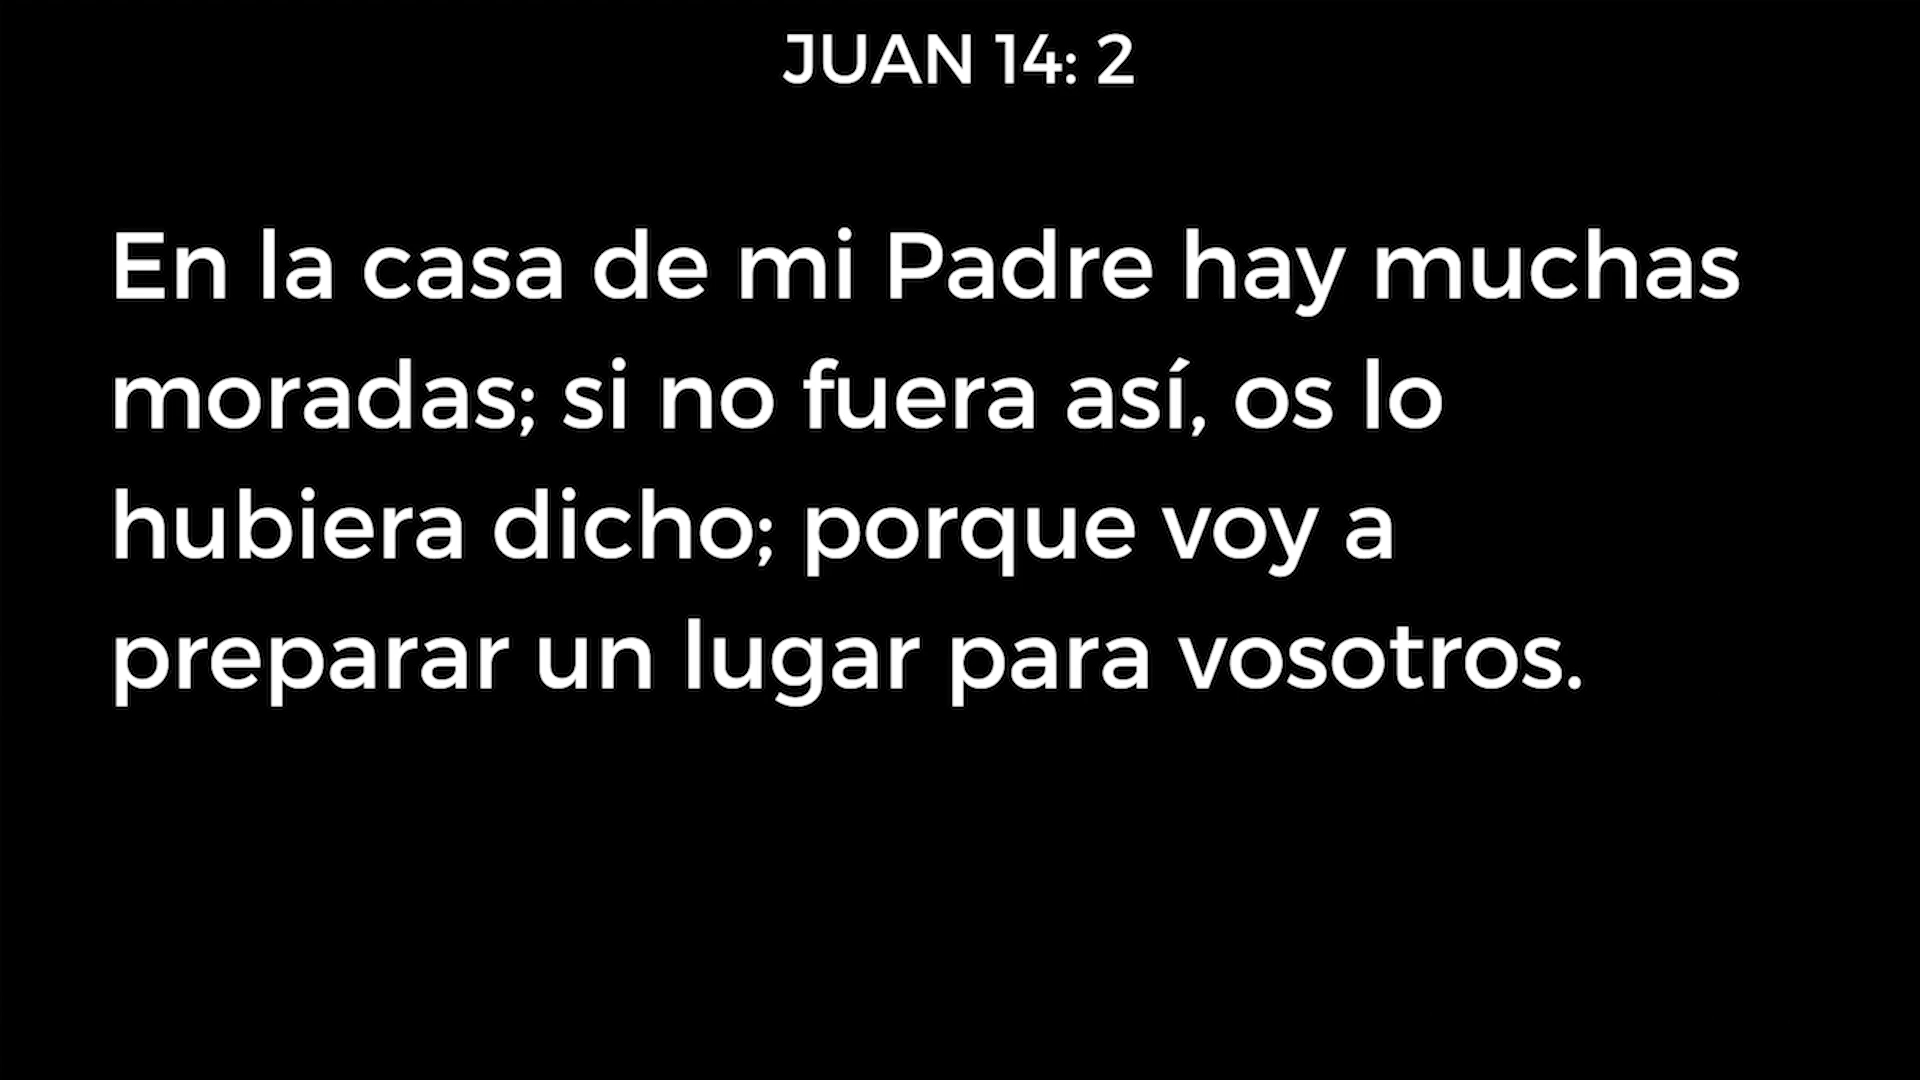 JUAN 14: 2
En la casa de mi Padre hay muchas
moradas; si no fuera así, os lo
hubiera dicho; porque voy a
preparar un lugar para vosotros.